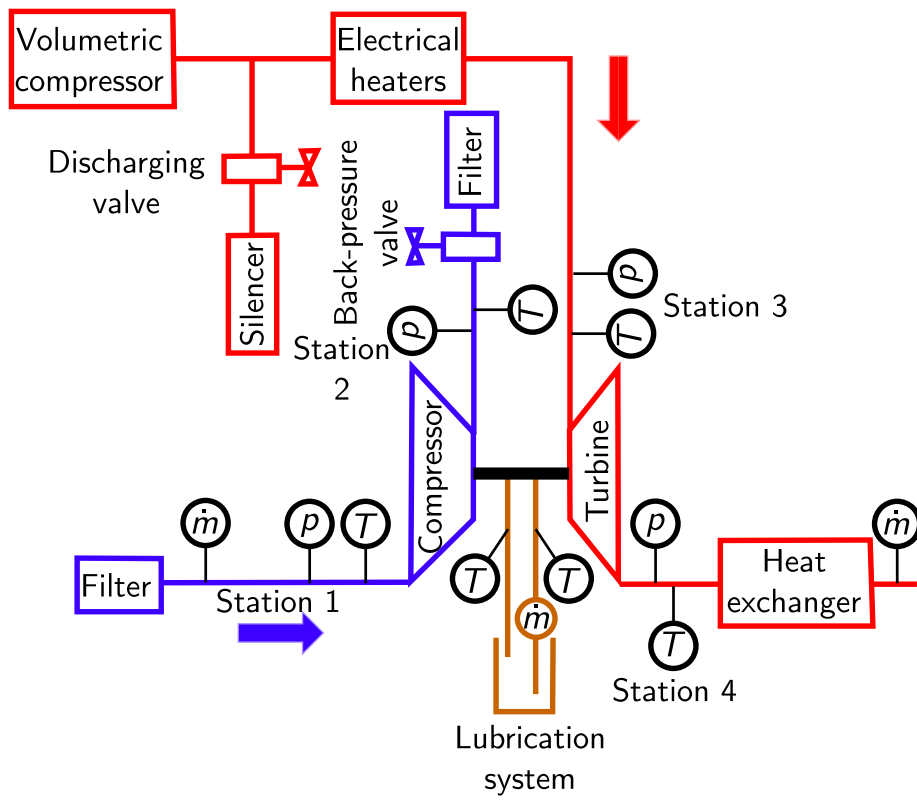 Volumetric
compressor
Electrical
heaters
Discharging
valve
Silencer
Back-pressure
valve
Filter
p
T
Station 3
p
T
Station
2
T
Compressor
Turbine
ṁ
p
T
Filter
Station 1
T
T
ṁ
p
ṁ
Heat
exchanger
T
Station 4
Lubrication
system